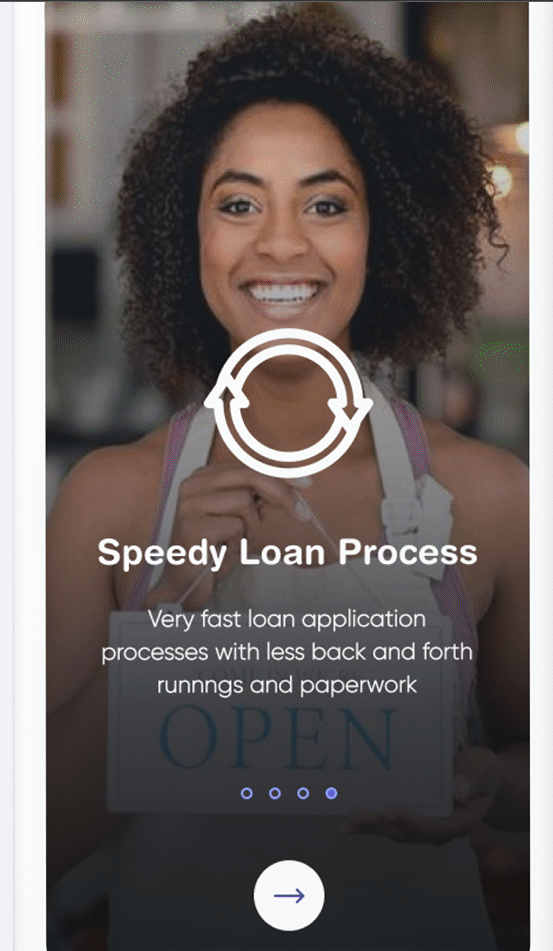 Speedy Loan Process
Very fast loan application
processes with less back and forth
runnngs and paperwork
OPEN